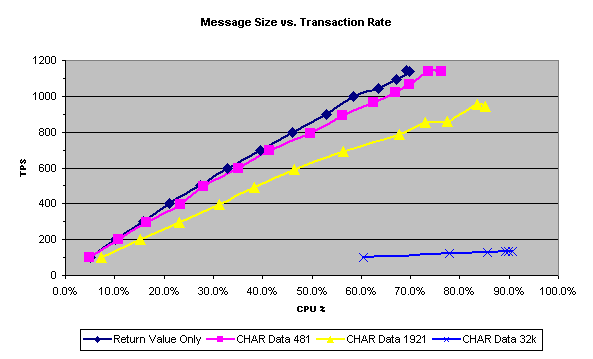 Message Size vs. Transaction Rate
1200
1000
800
600
400
200
0
TPS
0.0% 10.0% 20.0% 30.0% 40.0% 50.0% 60.0% 70.0% 80.0% 90.0% 100.0%
CPU %
Return Value Only CHAR Data 481 CHAR Data 1921 CHAR Data 32k